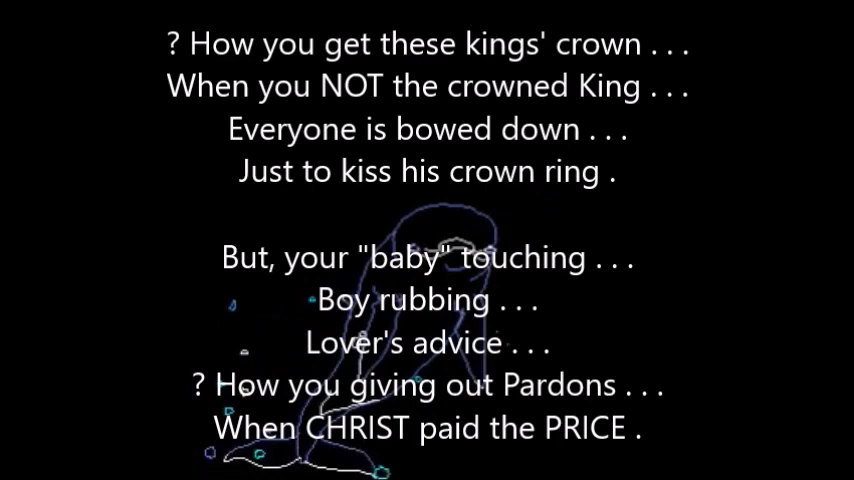 ? How you get these kings' crown . . .
When you NOT the crowned King . . .
Everyone is bowed down . . .
Just to kiss his crown ring .
But, your "baby" touching . . .
Boy rubbing . . .
Lover's advice . . .
? How you giving out Pardons . . .
When CHRIST paid the PRICE .